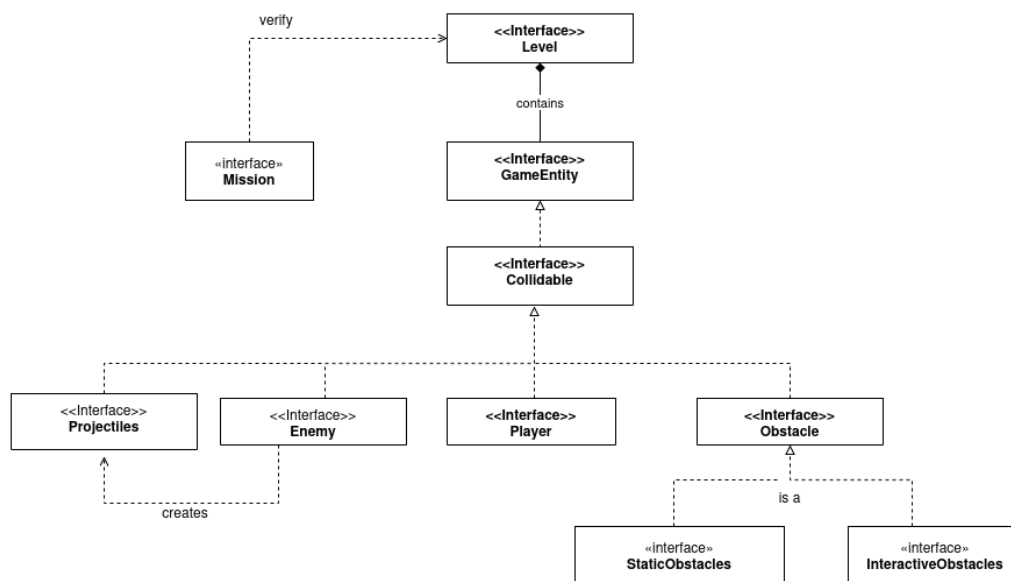 verify
<<Interface>>
Level
contains
«interface»
Mission
<<Interface>>
GameEntity
<<Interface>>
Collidable
<<Interface>>
Projectiles
<<Interface>>
Enemy
<<Interface>>
Player
<<Interface>>
Obstacle
creates
is a
«interface»
StaticObstacles
«interface»
InteractiveObstacles